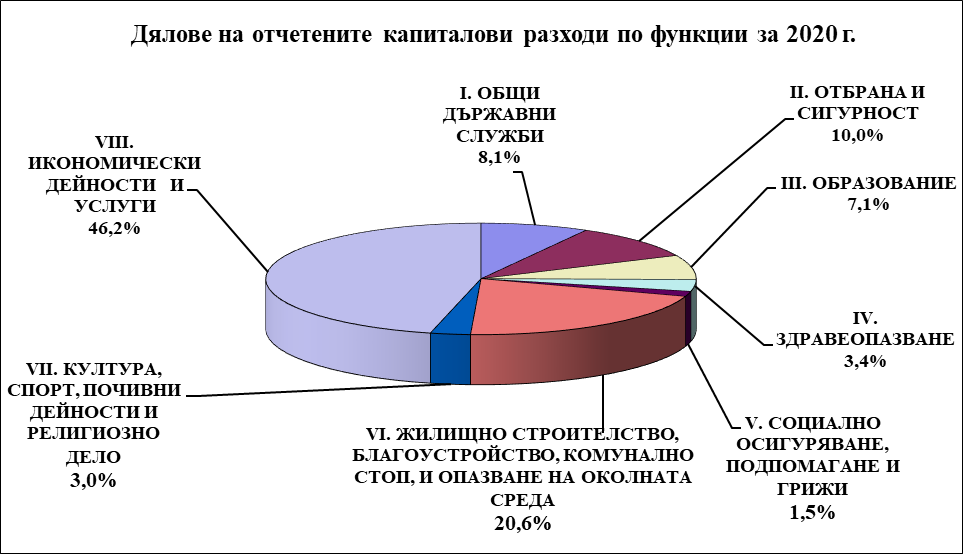 Дялове на отчетените капиталови разходи по функции за 2020 г.
I. ОБЩИ
ДЪРЖАВНИ
СЛУЖБИ
8,1%
II. ОТБРАНА И
СИГУРНОСТ
10,0%
III. ОБРАЗОВАНИЕ
7,1%
IV.
ЗДРАВЕОПАЗВАНЕ
3,4%
V. СОЦИАЛНО
ОСИГУРЯВАНЕ,
ПОДПОМАГАНЕ И
ГРИЖИ
1,5%
VI. ЖИЛИЩНО СТРОИТЕЛСТВО,
БЛАГОУСТРОЙСТВО, КОМУНАЛНО
СТОП, И ОПАЗВАНЕ НА ОКОЛНАТА
СРЕДА
20,6%
VII. КУЛТУРА,
СПОРТ, ПОЧИВНИ
ДЕЙНОСТИ И
РЕЛИГИОЗНО
ДЕЛО
3,0%
VIII.
ИКОНОМИЧЕСКИ
ДЕЙНОСТИ И
УСЛУГИ
46,2%